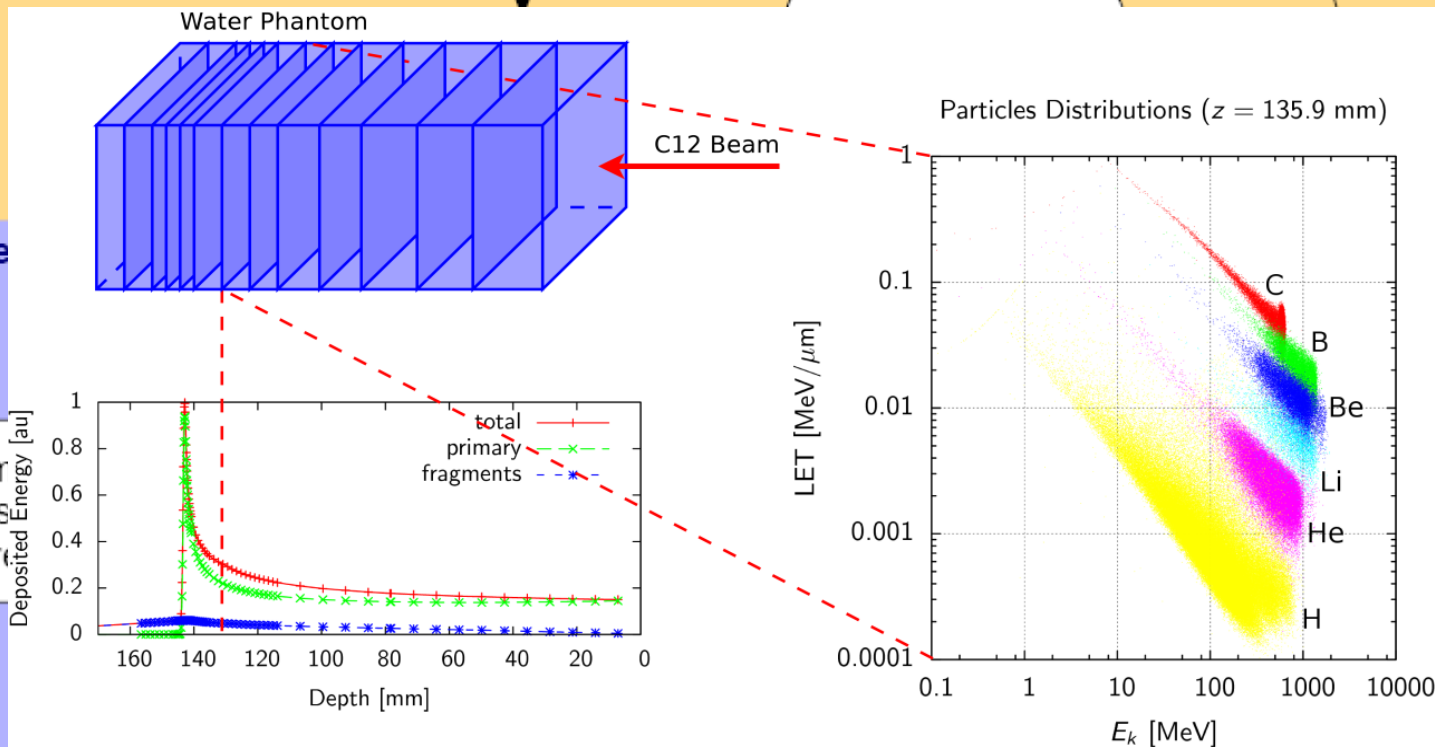 Water Phantom
C12 Beam
Particles Distributions (z = 135.9 mm)
1
0.1
0.01
0.001
0.0001
LET [MeV/μm]
C
B
Be
Li
He
H
0.1 1 10 100 1000 10000
E_k [MeV]
e
1
0.8
0.6
0.4
0.2
0
Deposited Energy [au]
total
primary
fragments
160 140 120 100 80 60 40 20 0
Depth [mm]